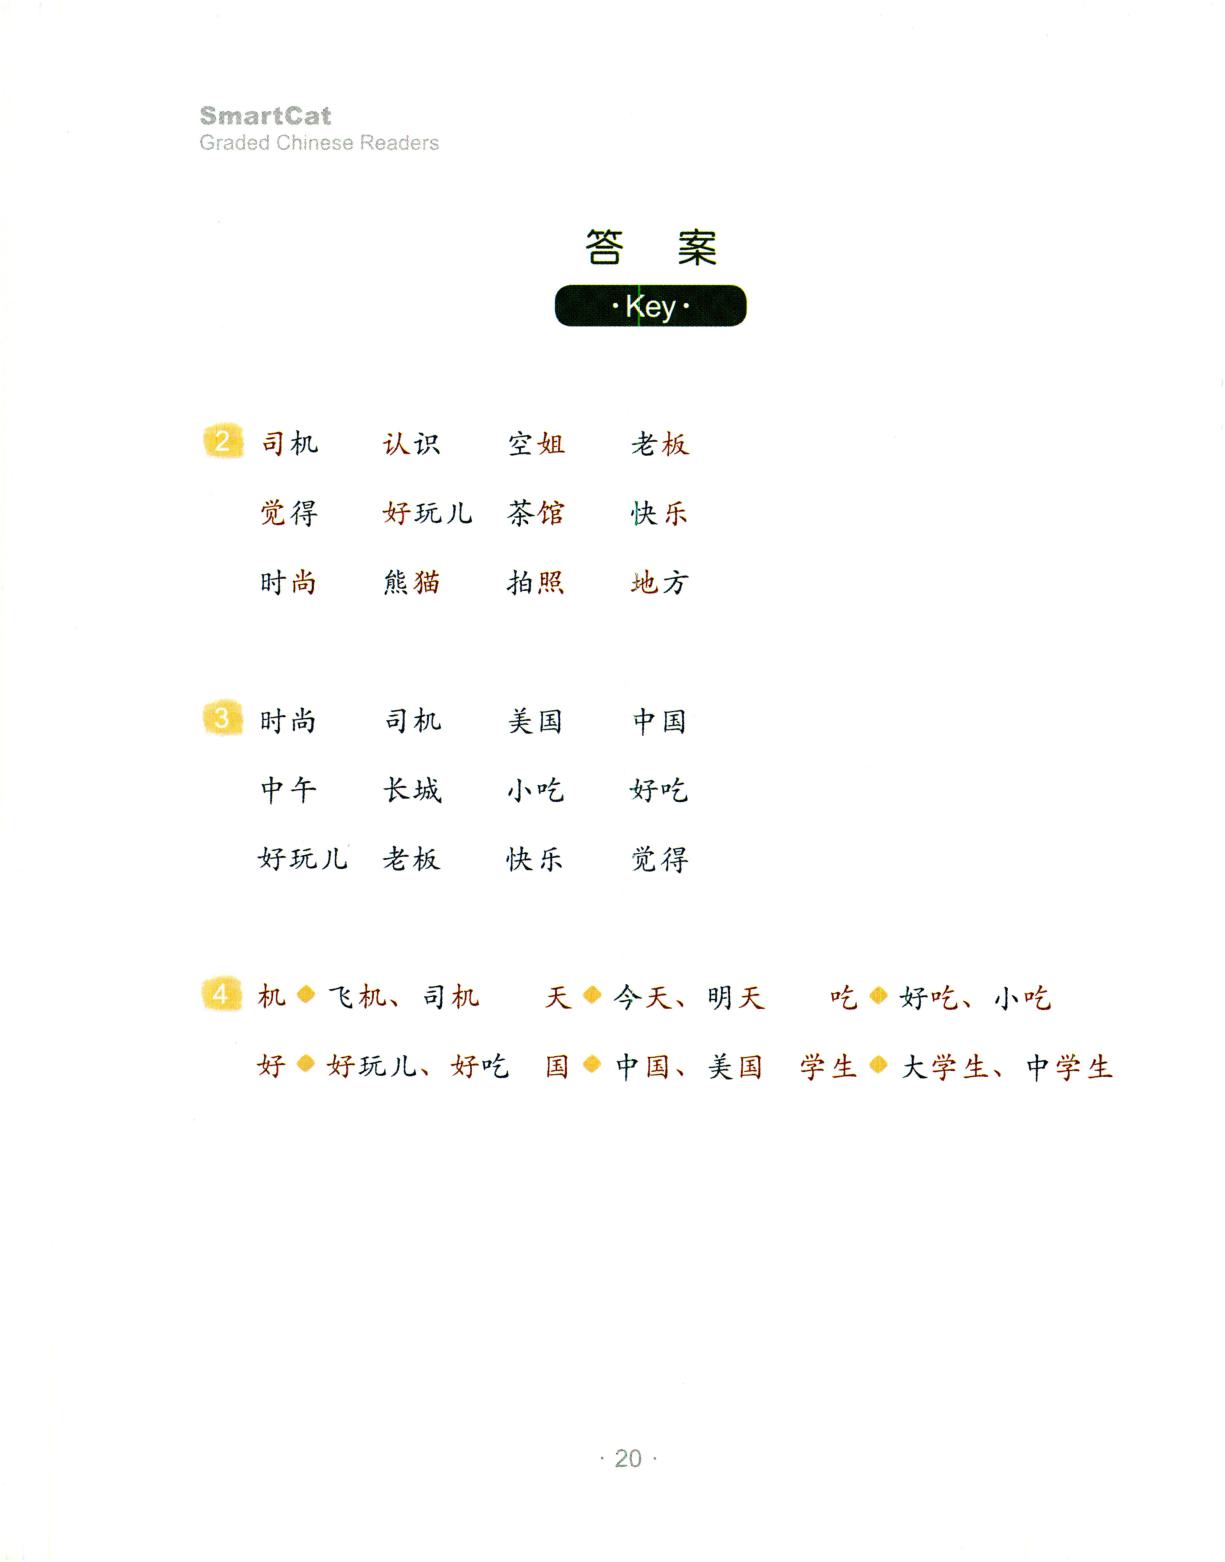 SmartCat
Graded Chinese Readers
答 案
·Key·
2 司机 认识 空姐 老板
觉得 好玩儿 茶馆 快乐
时尚 熊猫 拍照 地方
3 时尚 司机 美国 中国
中午 长城 小吃 好吃
好玩儿 老板 快乐 觉得
4 机◆飞机、司机 天◆今天、明天 吃◆好吃、小吃
好◆好玩儿、好吃 国◆中国、美国 学生◆大学生、中学生
·20·